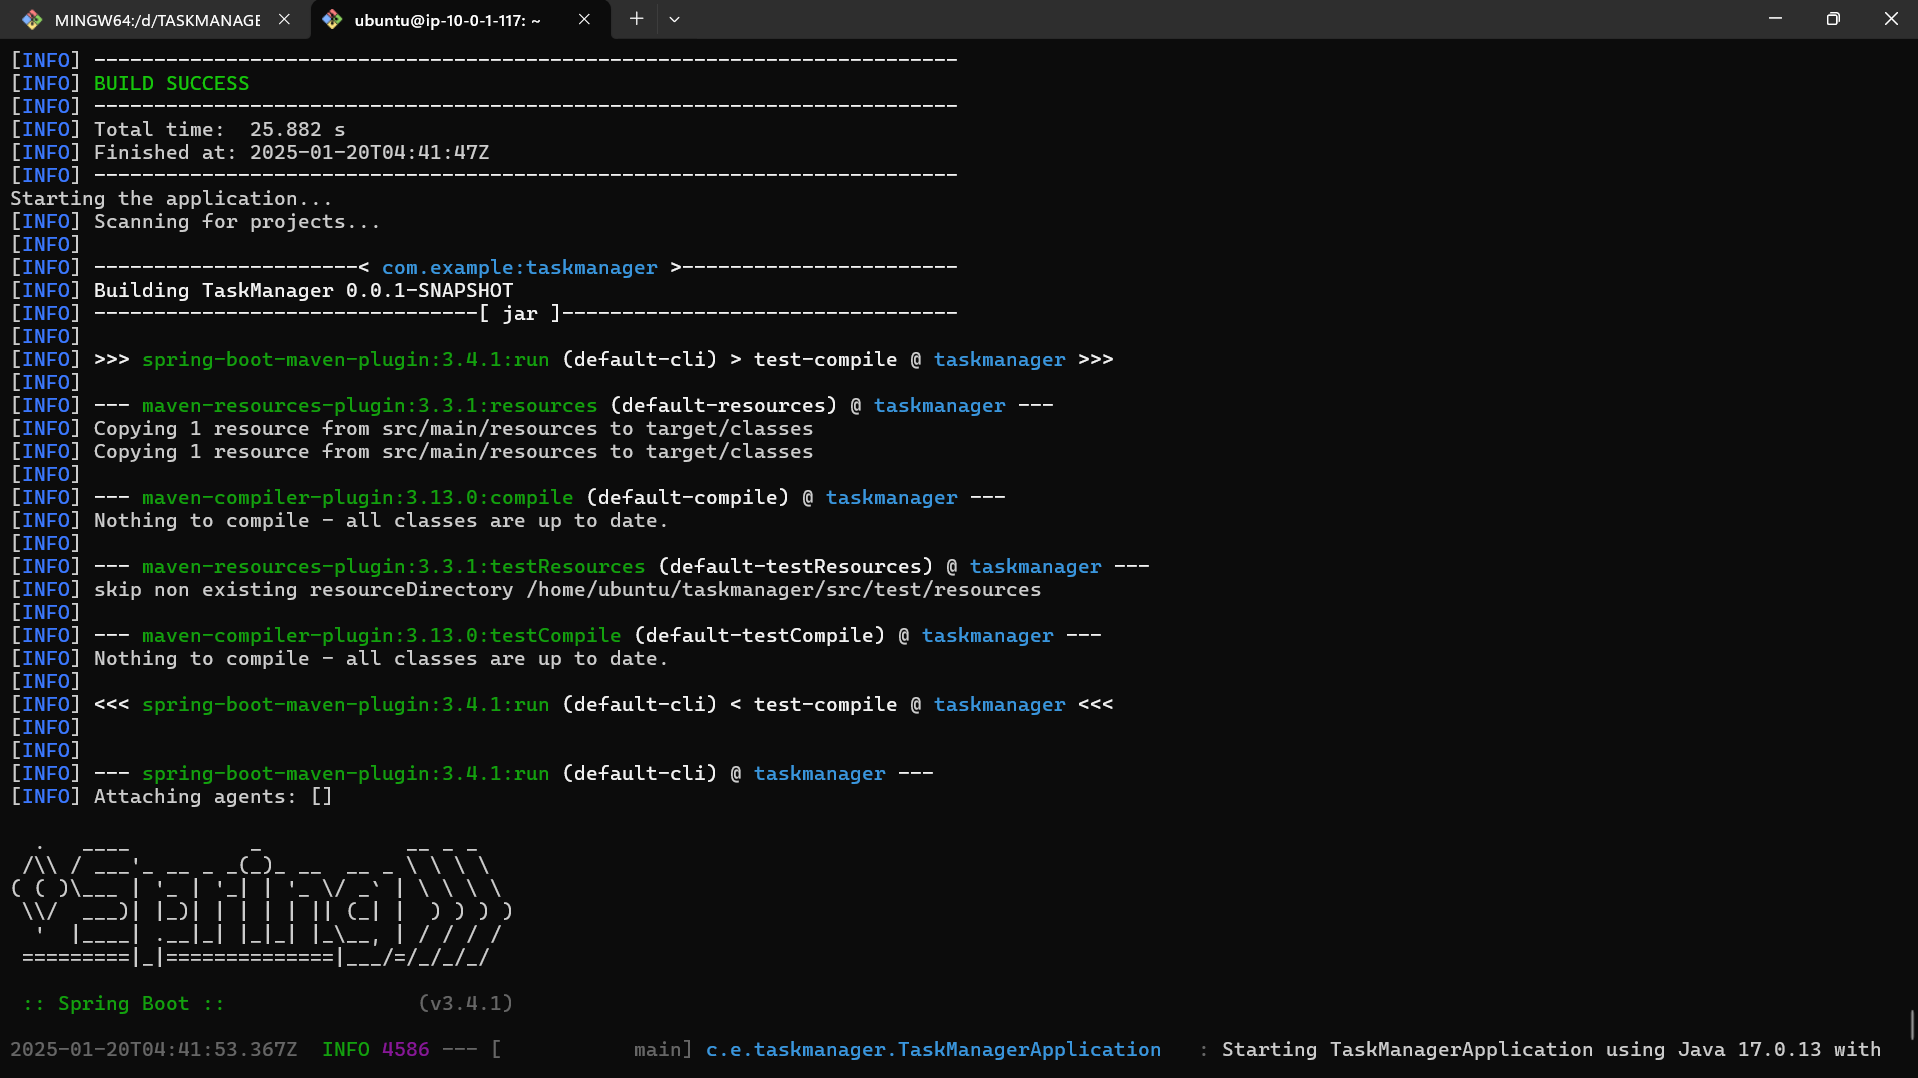 MINGW64:/d/TASKMANAGE
ubuntu@ip-10-0-1-117: ~
[INFO] ------------------------------------------------------------------------
[INFO] BUILD SUCCESS
[INFO] ------------------------------------------------------------------------
[INFO] Total time:  25.882 s
[INFO] Finished at: 2025-01-20T04:41:47Z
[INFO] ------------------------------------------------------------------------
Starting the application...
[INFO] Scanning for projects...
[INFO]
[INFO] ----------------------< com.example:taskmanager >-----------------------
[INFO] Building TaskManager 0.0.1-SNAPSHOT
[INFO] --------------------------------[ jar ]---------------------------------
[INFO]
[INFO] >>> spring-boot-maven-plugin:3.4.1:run (default-cli) > test-compile @ taskmanager >>>
[INFO]
[INFO] --- maven-resources-plugin:3.3.1:resources (default-resources) @ taskmanager ---
[INFO] Copying 1 resource from src/main/resources to target/classes
[INFO] Copying 1 resource from src/main/resources to target/classes
[INFO]
[INFO] --- maven-compiler-plugin:3.13.0:compile (default-compile) @ taskmanager ---
[INFO] Nothing to compile - all classes are up to date.
[INFO]
[INFO] --- maven-resources-plugin:3.3.1:testResources (default-testResources) @ taskmanager ---
[INFO] skip non existing resourceDirectory /home/ubuntu/taskmanager/src/test/resources
[INFO]
[INFO] --- maven-compiler-plugin:3.13.0:testCompile (default-testCompile) @ taskmanager ---
[INFO] Nothing to compile - all classes are up to date.
[INFO]
[INFO] <<< spring-boot-maven-plugin:3.4.1:run (default-cli) < test-compile @ taskmanager <<<
[INFO]
[INFO]
[INFO] --- spring-boot-maven-plugin:3.4.1:run (default-cli) @ taskmanager ---
[INFO] Attaching agents: []
  .   ____          _            __ _ _
 /\\ / ___'_ __ _ _(_)_ __  __ _ \ \ \ \
( ( )\___ | '_ | '_| | '_ \/ _` | \ \ \ \
 \\/  ___)| |_)| | | | | || (_| |  ) ) ) )
  '  |____| .__|_| |_|_| |_\__, | / / / /
 =========|_|==============|___/=/_/_/_/
 :: Spring Boot ::                (v3.4.1)
2025-01-20T04:41:53.367Z  INFO 4586 --- [           main] c.e.taskmanager.TaskManagerApplication   : Starting TaskManagerApplication using Java 17.0.13 with